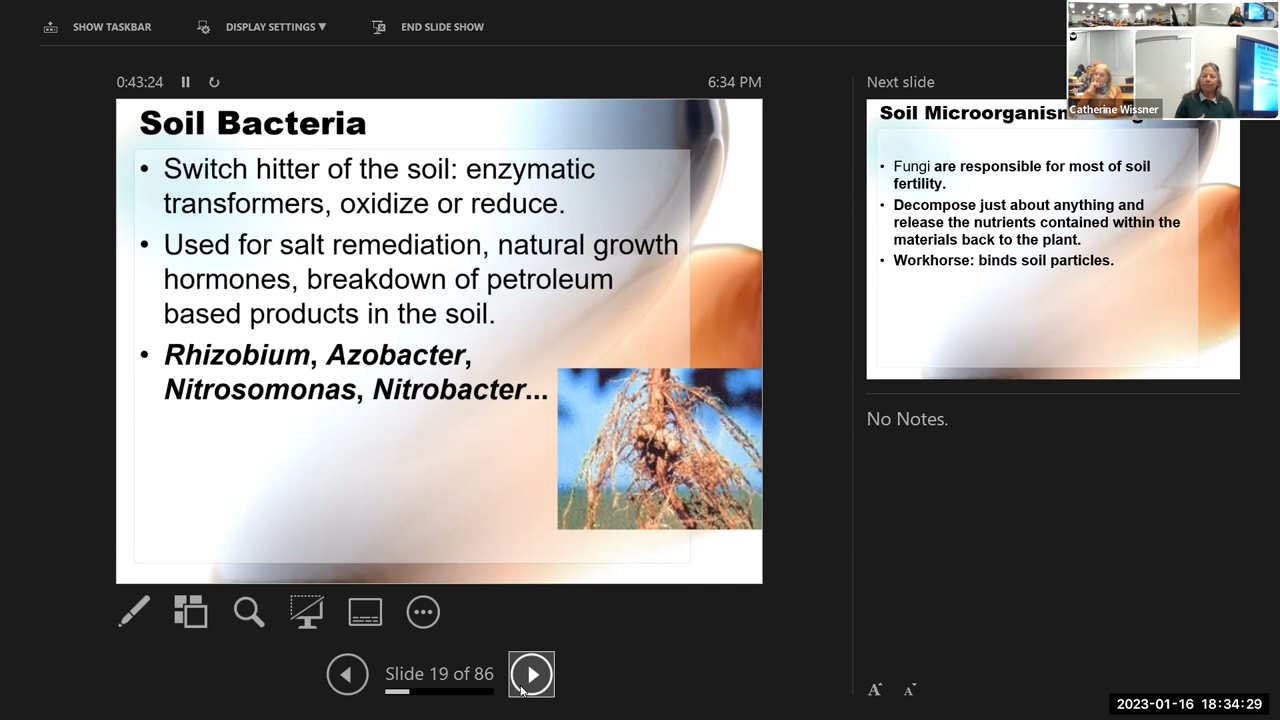 SHOW TASKBAR
DISPLAY SETTINGS ▼
END SLIDE SHOW
0:43:24
6:34 PM
Soil Bacteria
• Switch hitter of the soil: enzymatic
transformers, oxidize or reduce.
• Used for salt remediation, natural growth
hormones, breakdown of petroleum
based products in the soil.
• Rhizobium, Azobacter,
Nitrosomonas, Nitrobacter...
Slide 19 of 86
Next slide
Catherine Wissner
Soil
• Fungi are responsible for most of soil
fertility.
• Decompose just about anything and
release the nutrients contained within the
materials back to the plant.
• Workhorse: binds soil particles.
No Notes.
A A
2023-01-16 18:34:29